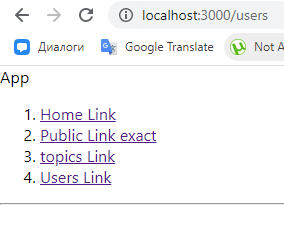 localhost:3000/users
Диалоги Google Translate Not A
App
1. Home Link
2. Public Link exact
3. topics Link
4. Users Link